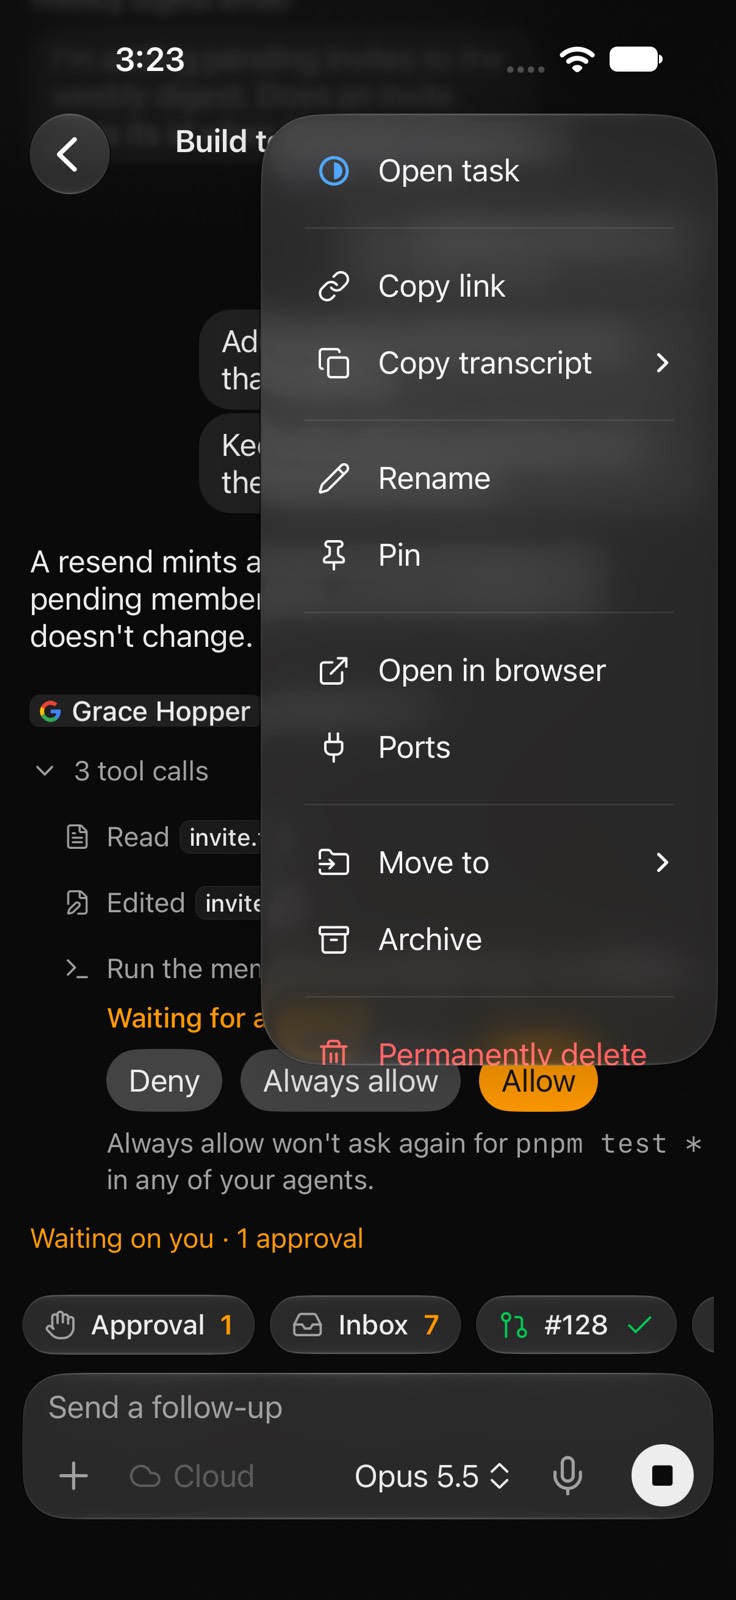 3:23
Build t
Open task
Copy link
Copy transcript
Rename
Pin
Open in browser
Ports
Move to
Archive
Permanently delete
Ad
tha
Kee
the
A resend mints a
pending member
doesn't change.
Grace Hopper
3 tool calls
Read invite.
Edited invite
Run the mem
Waiting for a
Deny
Always allow
Allow
Always allow won't ask again for pnpm test *
in any of your agents.
Waiting on you · 1 approval
Approval 1
Inbox 7
#128
Send a follow-up
Cloud
Opus 5.5